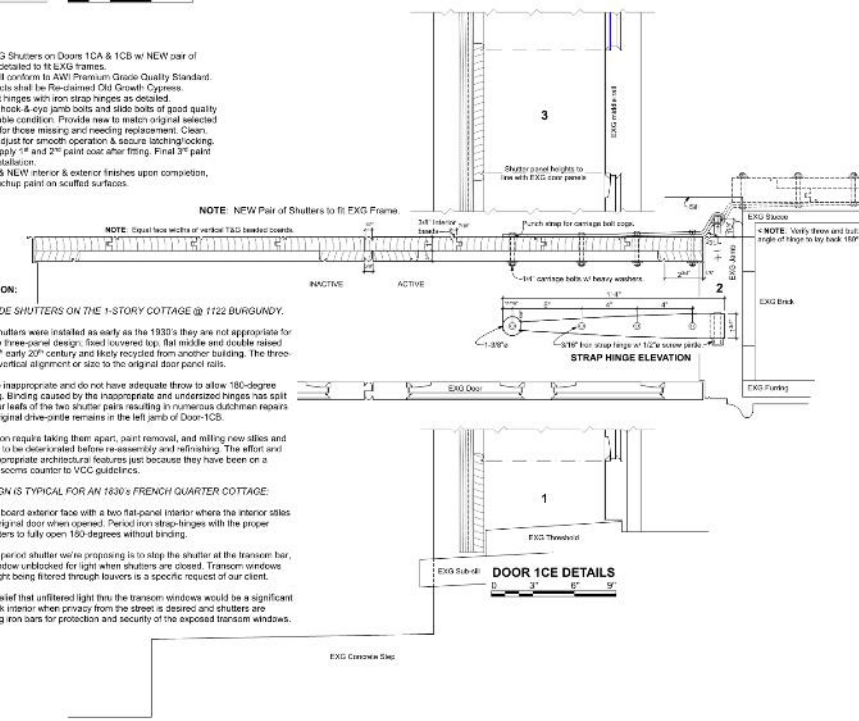 G Shutters on Doors 1CA & 1CB w/ NEW pair of
detailed to fit EXG frames.
ll conform to AWI Premium Grade Quality Standard.
cts shall be Re-claimed Old Growth Cypress.
t hinges with iron strap hinges as detailed.
hook-&-eye jamb bolts and slide bolts of good quality
able condition. Provide new to match original selected
for those missing and needing replacement. Clean,
adjust for smooth operation & secure latching/locking.
pply 1st and 2nd paint coat after fitting. Final 3rd paint
stallation.
& NEW interior & exterior finishes upon completion,
uchup paint on scuffed surfaces.
3
EXG middle rail
Shutter panel heights to
line with EXG door panels
NOTE: NEW Pair of Shutters to fit EXG Frame.
NOTE: Equal face widths of vertical T&G beaded boards.
3/8" Interior
beads
Punch strap for carriage bolt cogs.
Sill
EXG Stucco
< NOTE: Verify throw and butt
angle of hinge to lay back 180°
EXG Jamb
INACTIVE
ACTIVE
1/4" carriage bolts w/ heavy washers.
2
EXG Brick
1'-4"
5"
4"
4"
1-3/8"ø
3/16" Iron strap hinge w/ 1/2"ø screw pintle.
STRAP HINGE ELEVATION
ON:
DE SHUTTERS ON THE 1-STORY COTTAGE @ 1122 BURGUNDY.
hutters were installed as early as the 1930's they are not appropriate for
e three-panel design; fixed louvered top, flat middle and double raised
early 20th century and likely recycled from another building. The three-
vertical alignment or size to the original door panel rails.
e inappropriate and do not have adequate throw to allow 180-degree
g. Binding caused by the inappropriate and undersized hinges has split
ur leafs of the two shutter pairs resulting in numerous dutchman repairs
riginal drive-pintle remains in the left jamb of Door-1CB.
EXG Door
EXG Furring
on require taking them apart, paint removal, and milling new stiles and
to be deteriorated before re-assembly and refinishing. The effort and
ppropriate architectural features just because they have been on a
seems counter to VCC guidelines.
GN IS TYPICAL FOR AN 1830's FRENCH QUARTER COTTAGE:
board exterior face with a two flat-panel interior where the interior stiles
riginal door when opened. Period iron strap-hinges with the proper
ters to fully open 180-degrees without binding.
period shutter we're proposing is to stop the shutter at the transom bar,
ndow unblocked for light when shutters are closed. Transom windows
ght being filtered through louvers is a specific request of our client.
elief that unfiltered light thru the transom windows would be a significant
k interior when privacy from the street is desired and shutters are
g iron bars for protection and security of the exposed transom windows.
1
EXG Threshold
EXG Sub-sill
DOOR 1CE DETAILS
0 3" 6" 9"
EXG Concrete Step